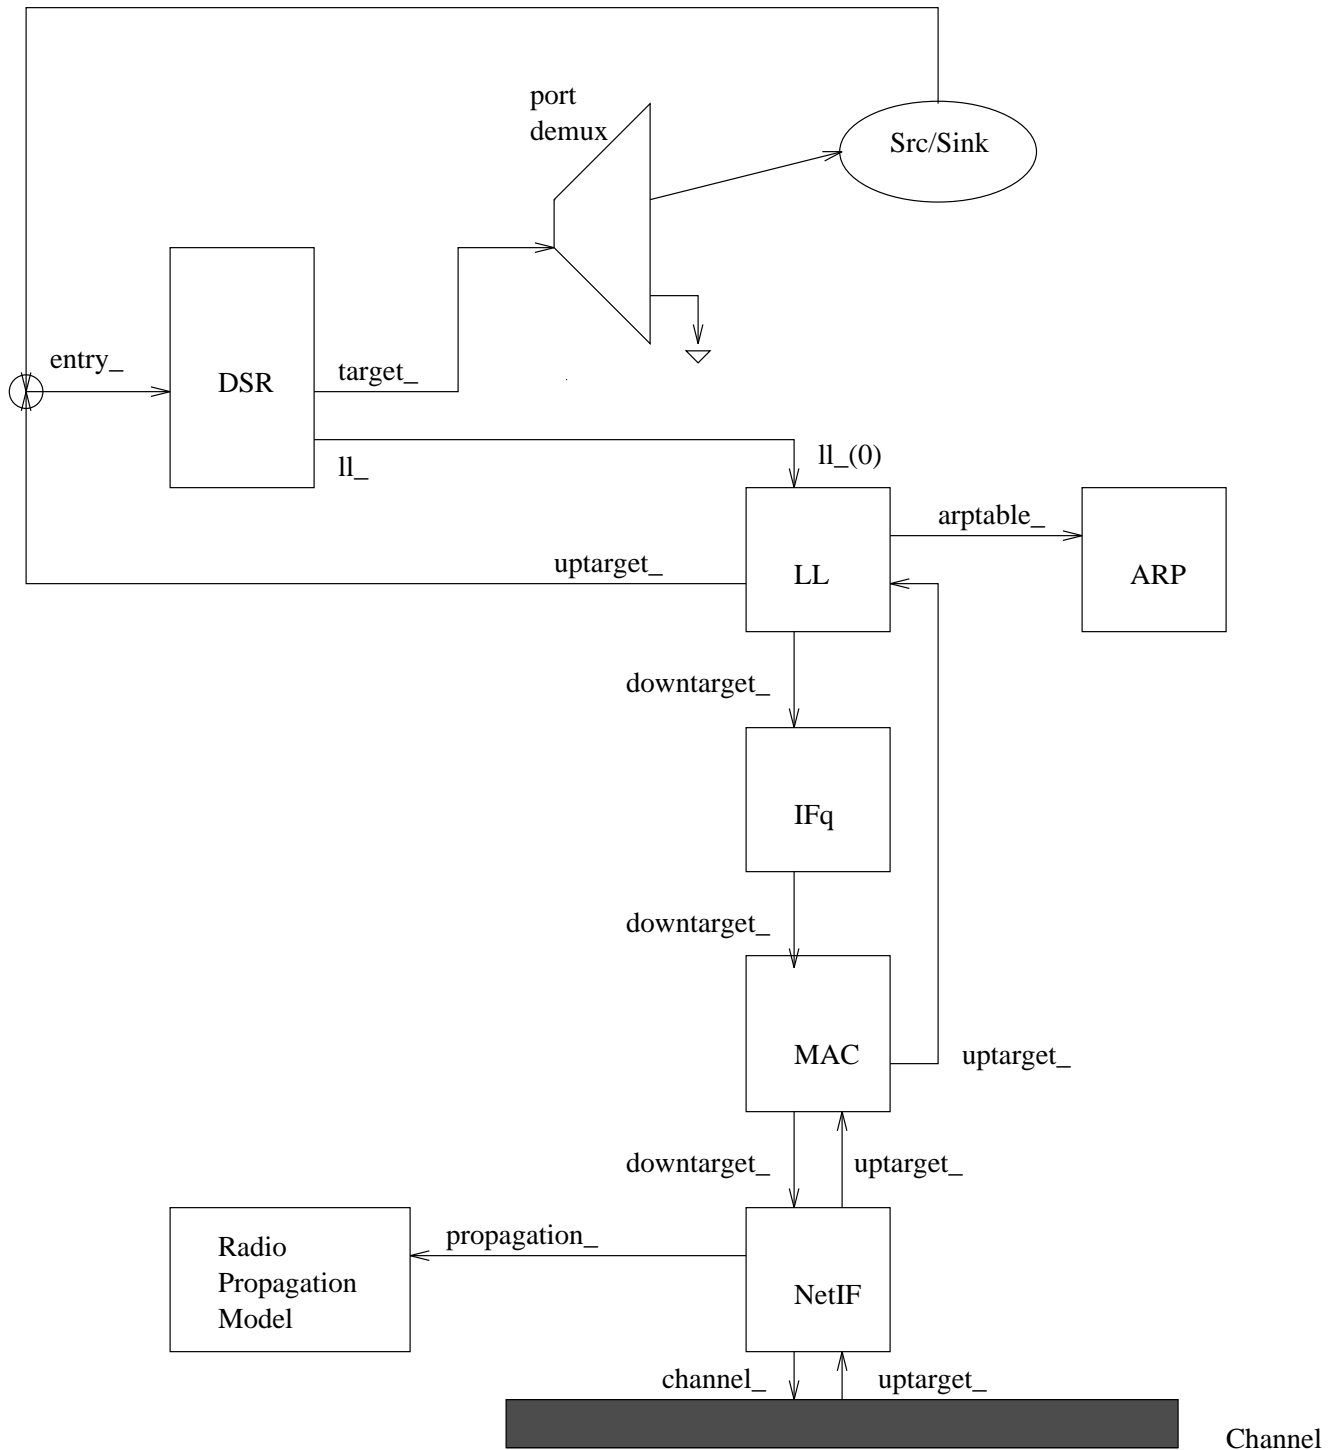 port
demux
Src/Sink
entry_
DSR
target_
ll_
ll_(0)
arptable_
uptarget_
LL
ARP
downtarget_
IFq
downtarget_
MAC
uptarget_
downtarget_
uptarget_
propagation_
Radio
Propagation
Model
NetIF
channel_
uptarget_
Channel